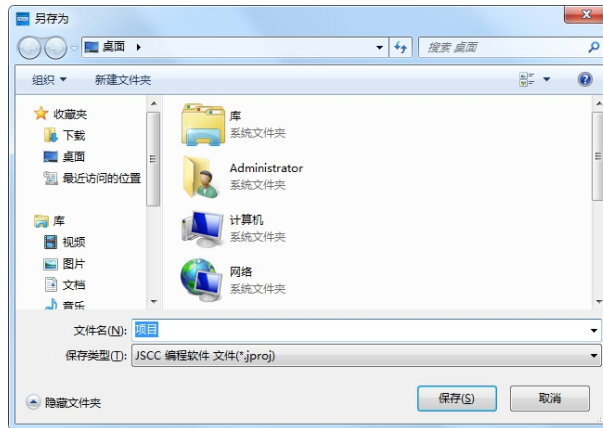 另存为
桌面
搜索 桌面
组织
新建文件夹
收藏夹
下载
桌面
最近访问的位置
库
视频
图片
文档
音乐
库
系统文件夹
Administrator
系统文件夹
计算机
系统文件夹
网络
系统文件夹
文件名(N): 项目
保存类型(T): JSCC 编程软件 文件(*.jproj)
隐藏文件夹
保存(S)
取消